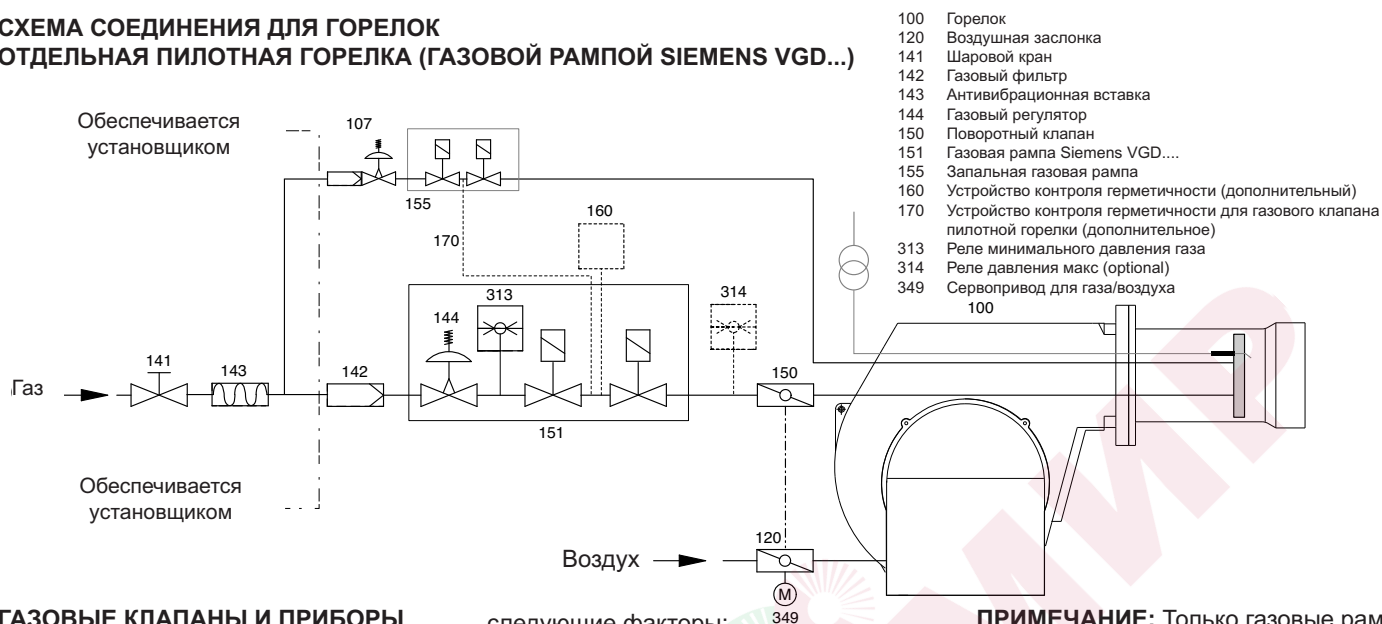 СХЕМА СОЕДИНЕНИЯ ДЛЯ ГОРЕЛОК
ОТДЕЛЬНАЯ ПИЛОТНАЯ ГОРЕЛКА (ГАЗОВОЙ РАМПОЙ SIEMENS VGD...)
100 Горелок
120 Воздушная заслонка
141 Шаровой кран
142 Газовый фильтр
143 Антивибрационная вставка
144 Газовый регулятор
150 Поворотный клапан
151 Газовая рампа Siemens VGD....
155 Запальная газовая рампа
160 Устройство контроля герметичности (дополнительный)
170 Устройство контроля герметичности для газового клапана
пилотной горелки (дополнительное)
313 Реле минимального давления газа
314 Реле давления макс (optional)
349 Сервопривод для газа/воздуха
Обеспечивается
установщиком
107
155
160
170
313
314
100
144
141
143
142
150
Газ
151
Обеспечивается
установщиком
120
Воздух
M
349
ГАЗОВЫЕ КЛАПАНЫ И ПРИБОРЫ
следующие факторы:
ПРИМЕЧАНИЕ: Только газовые рам
МИР